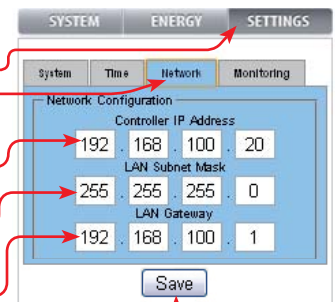 SYSTEM ENERGY SETTINGS
System Time Network Monitoring
Network Configuration
Controller IP Address
192 . 168 . 100 . 20
LAN Subnet Mask
255 . 255 . 255 . 0
LAN Gateway
192 . 168 . 100 . 1
Save